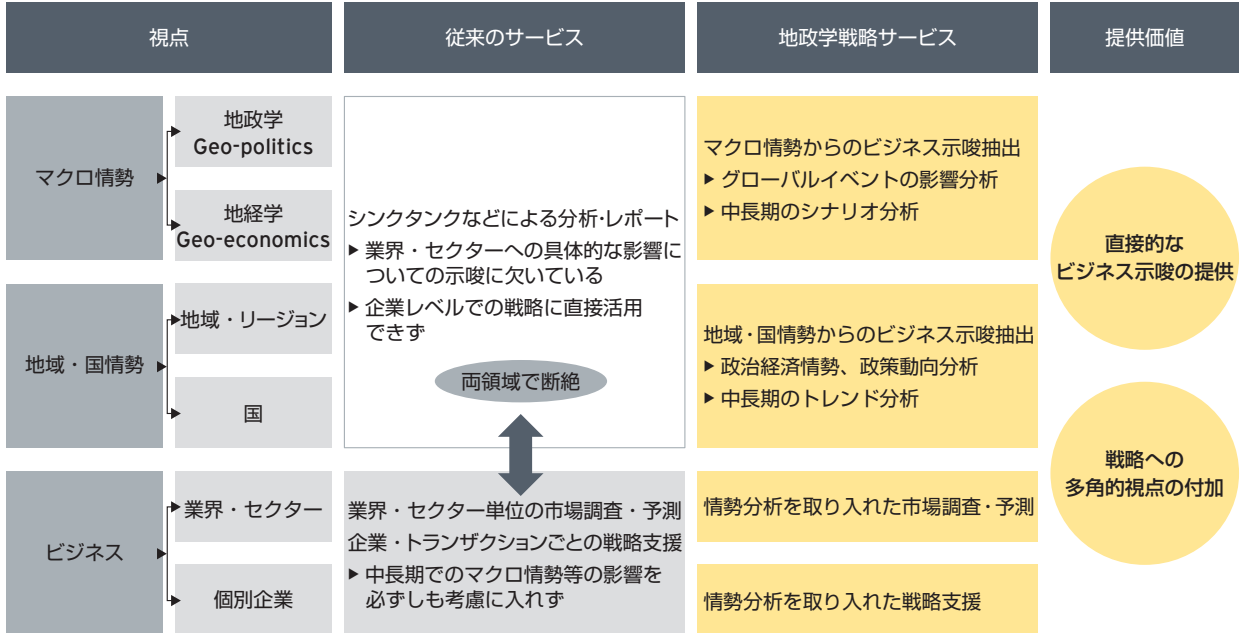 視点
従来のサービス
地政学戦略サービス
提供価値
マクロ情勢
地政学
Geo-politics
地経学
Geo-economics
地域・国情勢
地域・リージョン
国
ビジネス
業界・セクター
個別企業
シンクタンクなどによる分析・レポート
▶ 業界・セクターへの具体的な影響に
ついての示唆に欠いている
▶ 企業レベルでの戦略に直接活用
できず
両領域で断絶
業界・セクター単位の市場調査・予測
企業・トランザクションごとの戦略支援
▶ 中長期でのマクロ情勢等の影響を
必ずしも考慮に入れず
マクロ情勢からのビジネス示唆抽出
▶ グローバルイベントの影響分析
▶ 中長期のシナリオ分析
地域・国情勢からのビジネス示唆抽出
▶ 政治経済情勢、政策動向分析
▶ 中長期のトレンド分析
情勢分析を取り入れた市場調査・予測
情勢分析を取り入れた戦略支援
直接的な
ビジネス示唆の提供
戦略への
多角的視点の付加